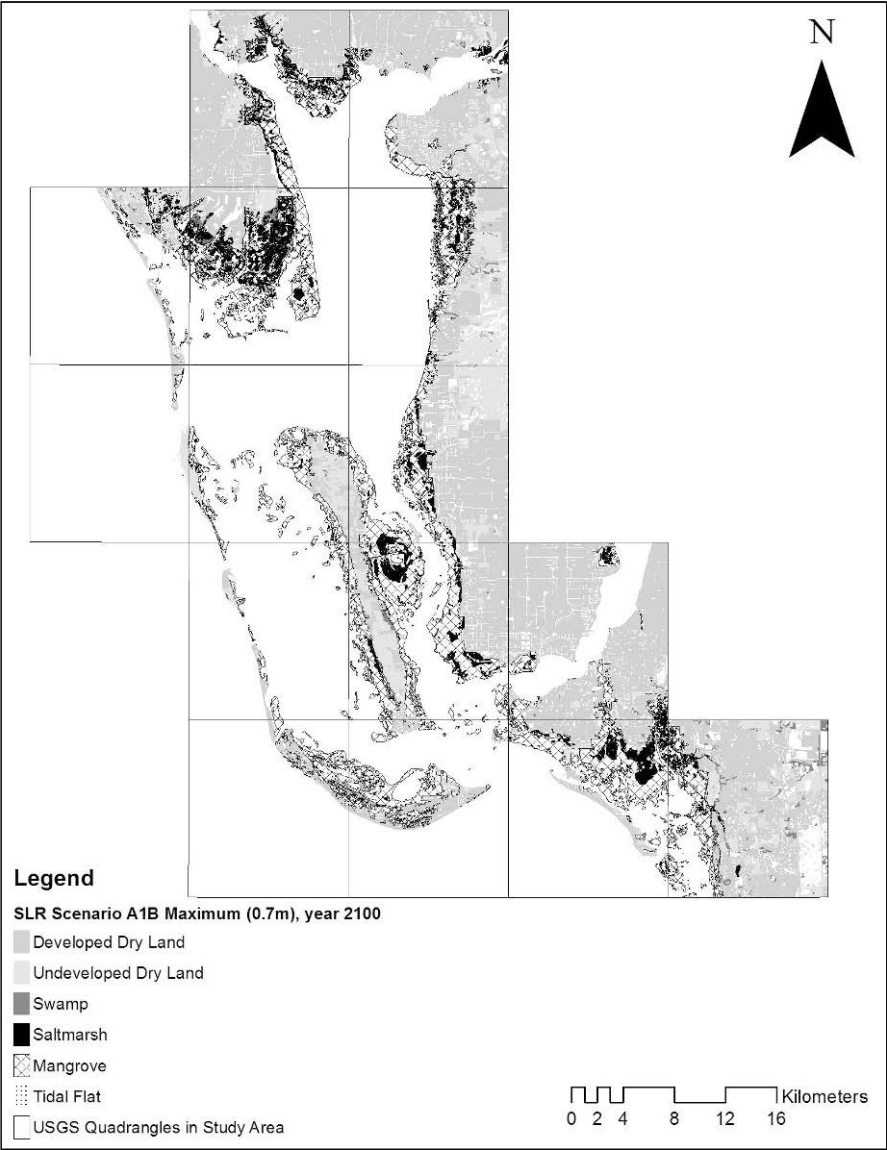 N
Legend
SLR Scenario A1B Maximum (0.7m), year 2100
Developed Dry Land
Undeveloped Dry Land
Swamp
Saltmarsh
Mangrove
Tidal Flat
USGS Quadrangles in Study Area
Kilometers
0 2 4 8 12 16